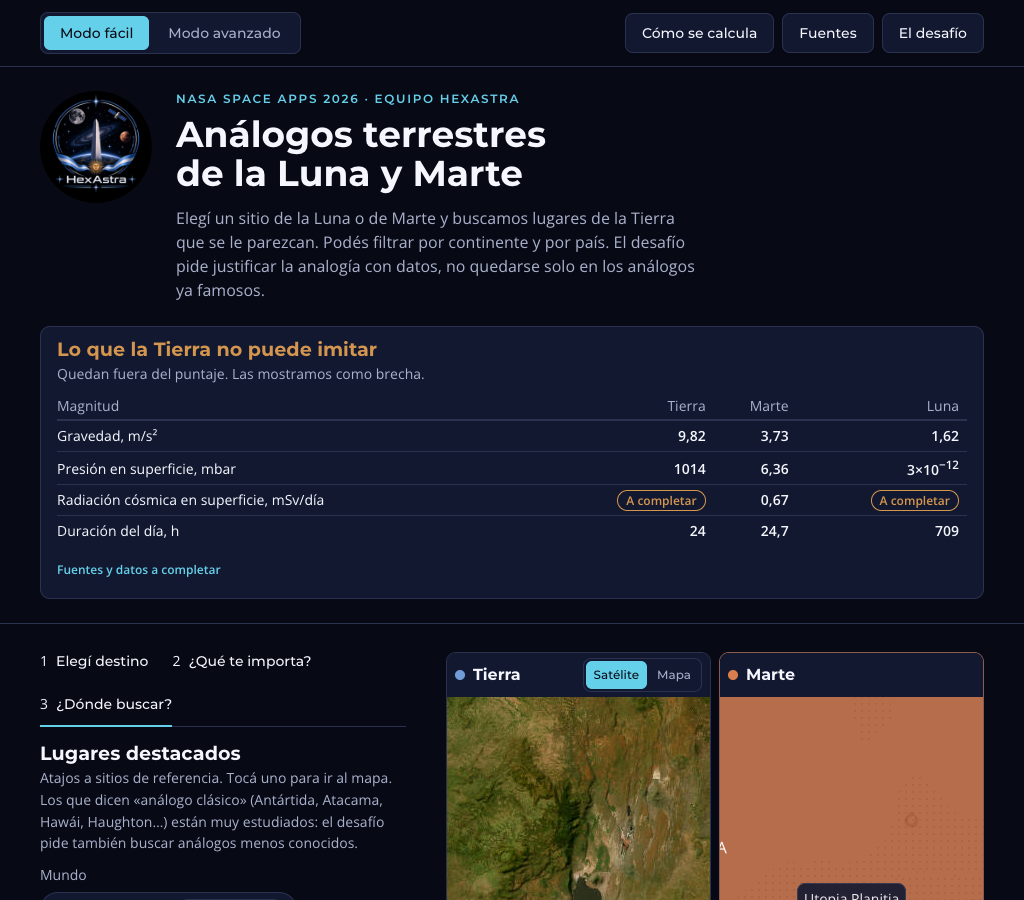 Modo fácil Modo avanzado Cómo se calcula Fuentes El desafío
NASA SPACE APPS 2026 · EQUIPO HEXASTRA
HexAstra
Análogos terrestres
de la Luna y Marte
Elegí un sitio de la Luna o de Marte y buscamos lugares de la Tierra
que se le parezcan. Podés filtrar por continente y por país. El desafío
pide justificar la analogía con datos, no quedarse solo en los análogos
ya famosos.
Lo que la Tierra no puede imitar
Quedan fuera del puntaje. Las mostramos como brecha.
Magnitud Tierra Marte Luna
Gravedad, m/s² 9,82 3,73 1,62
Presión en superficie, mbar 1014 6,36 3×10⁻¹²
Radiación cósmica en superficie, mSv/día A completar 0,67 A completar
Duración del día, h 24 24,7 709
Fuentes y datos a completar
1 Elegí destino 2 ¿Qué te importa?
3 ¿Dónde buscar?
Lugares destacados
Atajos a sitios de referencia. Tocá uno para ir al mapa.
Los que dicen «análogo clásico» (Antártida, Atacama,
Hawái, Haughton…) están muy estudiados: el desafío
pide también buscar análogos menos conocidos.
Mundo
Tierra Satélite Mapa
Marte
A
Utopia Planitia